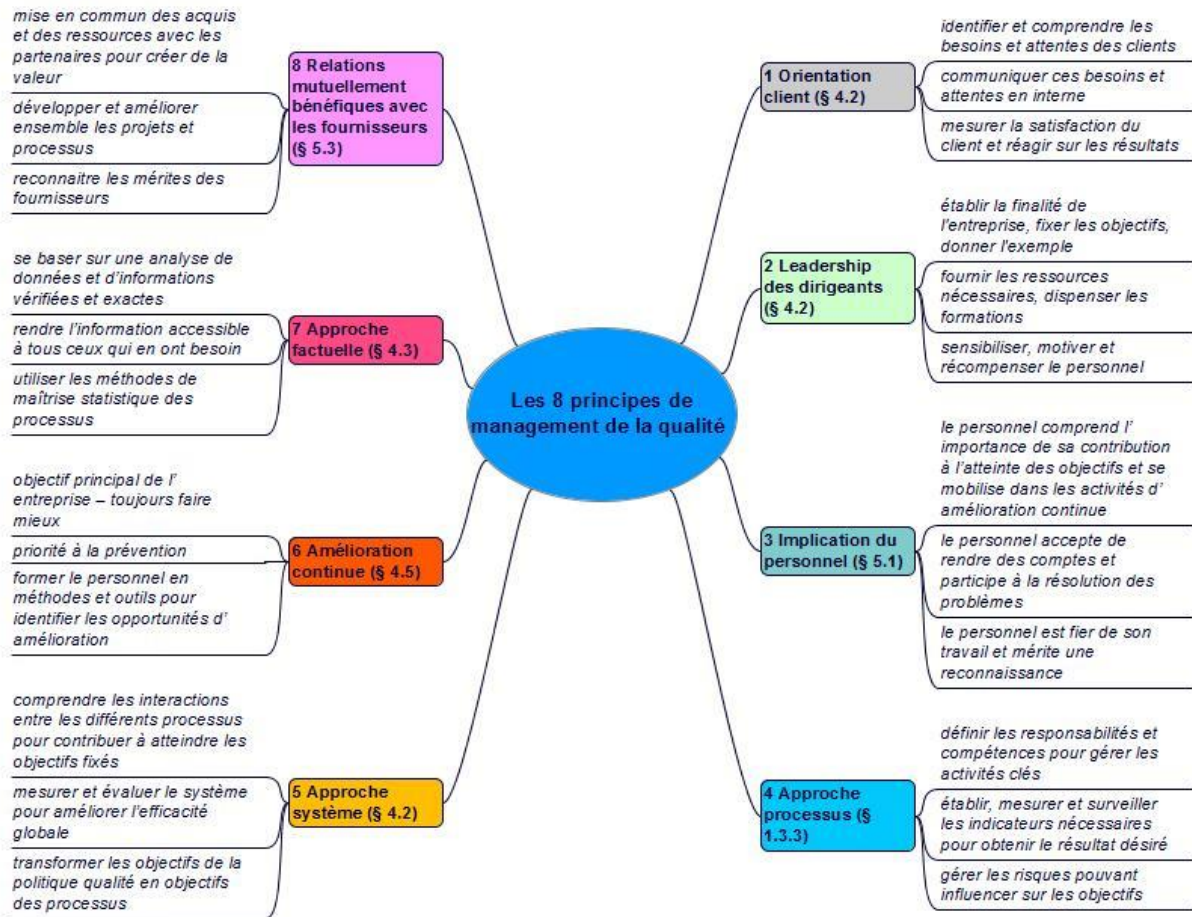 Les 8 principes de
management de la qualité
1 Orientation
client (§ 4.2)
identifier et comprendre les
besoins et attentes des clients
communiquer ces besoins et
attentes en interne
mesurer la satisfaction du
client et réagir sur les résultats
2 Leadership
des dirigeants
(§ 4.2)
établir la finalité de
l'entreprise, fixer les objectifs,
donner l'exemple
fournir les ressources
nécessaires, dispenser les
formations
sensibiliser, motiver et
récompenser le personnel
3 Implication du
personnel (§ 5.1)
le personnel comprend l'
importance de sa contribution
à l'atteinte des objectifs et se
mobilise dans les activités d'
amélioration continue
le personnel accepte de
rendre des comptes et
participe à la résolution des
problèmes
le personnel est fier de son
travail et mérite une
reconnaissance
4 Approche
processus (§
1.3.3)
définir les responsabilités et
compétences pour gérer les
activités clés
établir, mesurer et surveiller
les indicateurs nécessaires
pour obtenir le résultat désiré
gérer les risques pouvant
influencer sur les objectifs
5 Approche
système (§ 4.2)
comprendre les interactions
entre les différents processus
pour contribuer à atteindre les
objectifs fixés
mesurer et évaluer le système
pour améliorer l'efficacité
globale
transformer les objectifs de la
politique qualité en objectifs
des processus
6 Amélioration
continue (§ 4.5)
objectif principal de l'
entreprise – toujours faire
mieux
priorité à la prévention
former le personnel en
méthodes et outils pour
identifier les opportunités d'
amélioration
7 Approche
factuelle (§ 4.3)
se baser sur une analyse de
données et d'informations
vérifiées et exactes
rendre l'information accessible
à tous ceux qui en ont besoin
utiliser les méthodes de
maîtrise statistique des
processus
8 Relations
mutuellement
bénéfiques avec
les fournisseurs
(§ 5.3)
mise en commun des acquis
et des ressources avec les
partenaires pour créer de la
valeur
développer et améliorer
ensemble les projets et
processus
reconnaitre les mérites des
fournisseurs